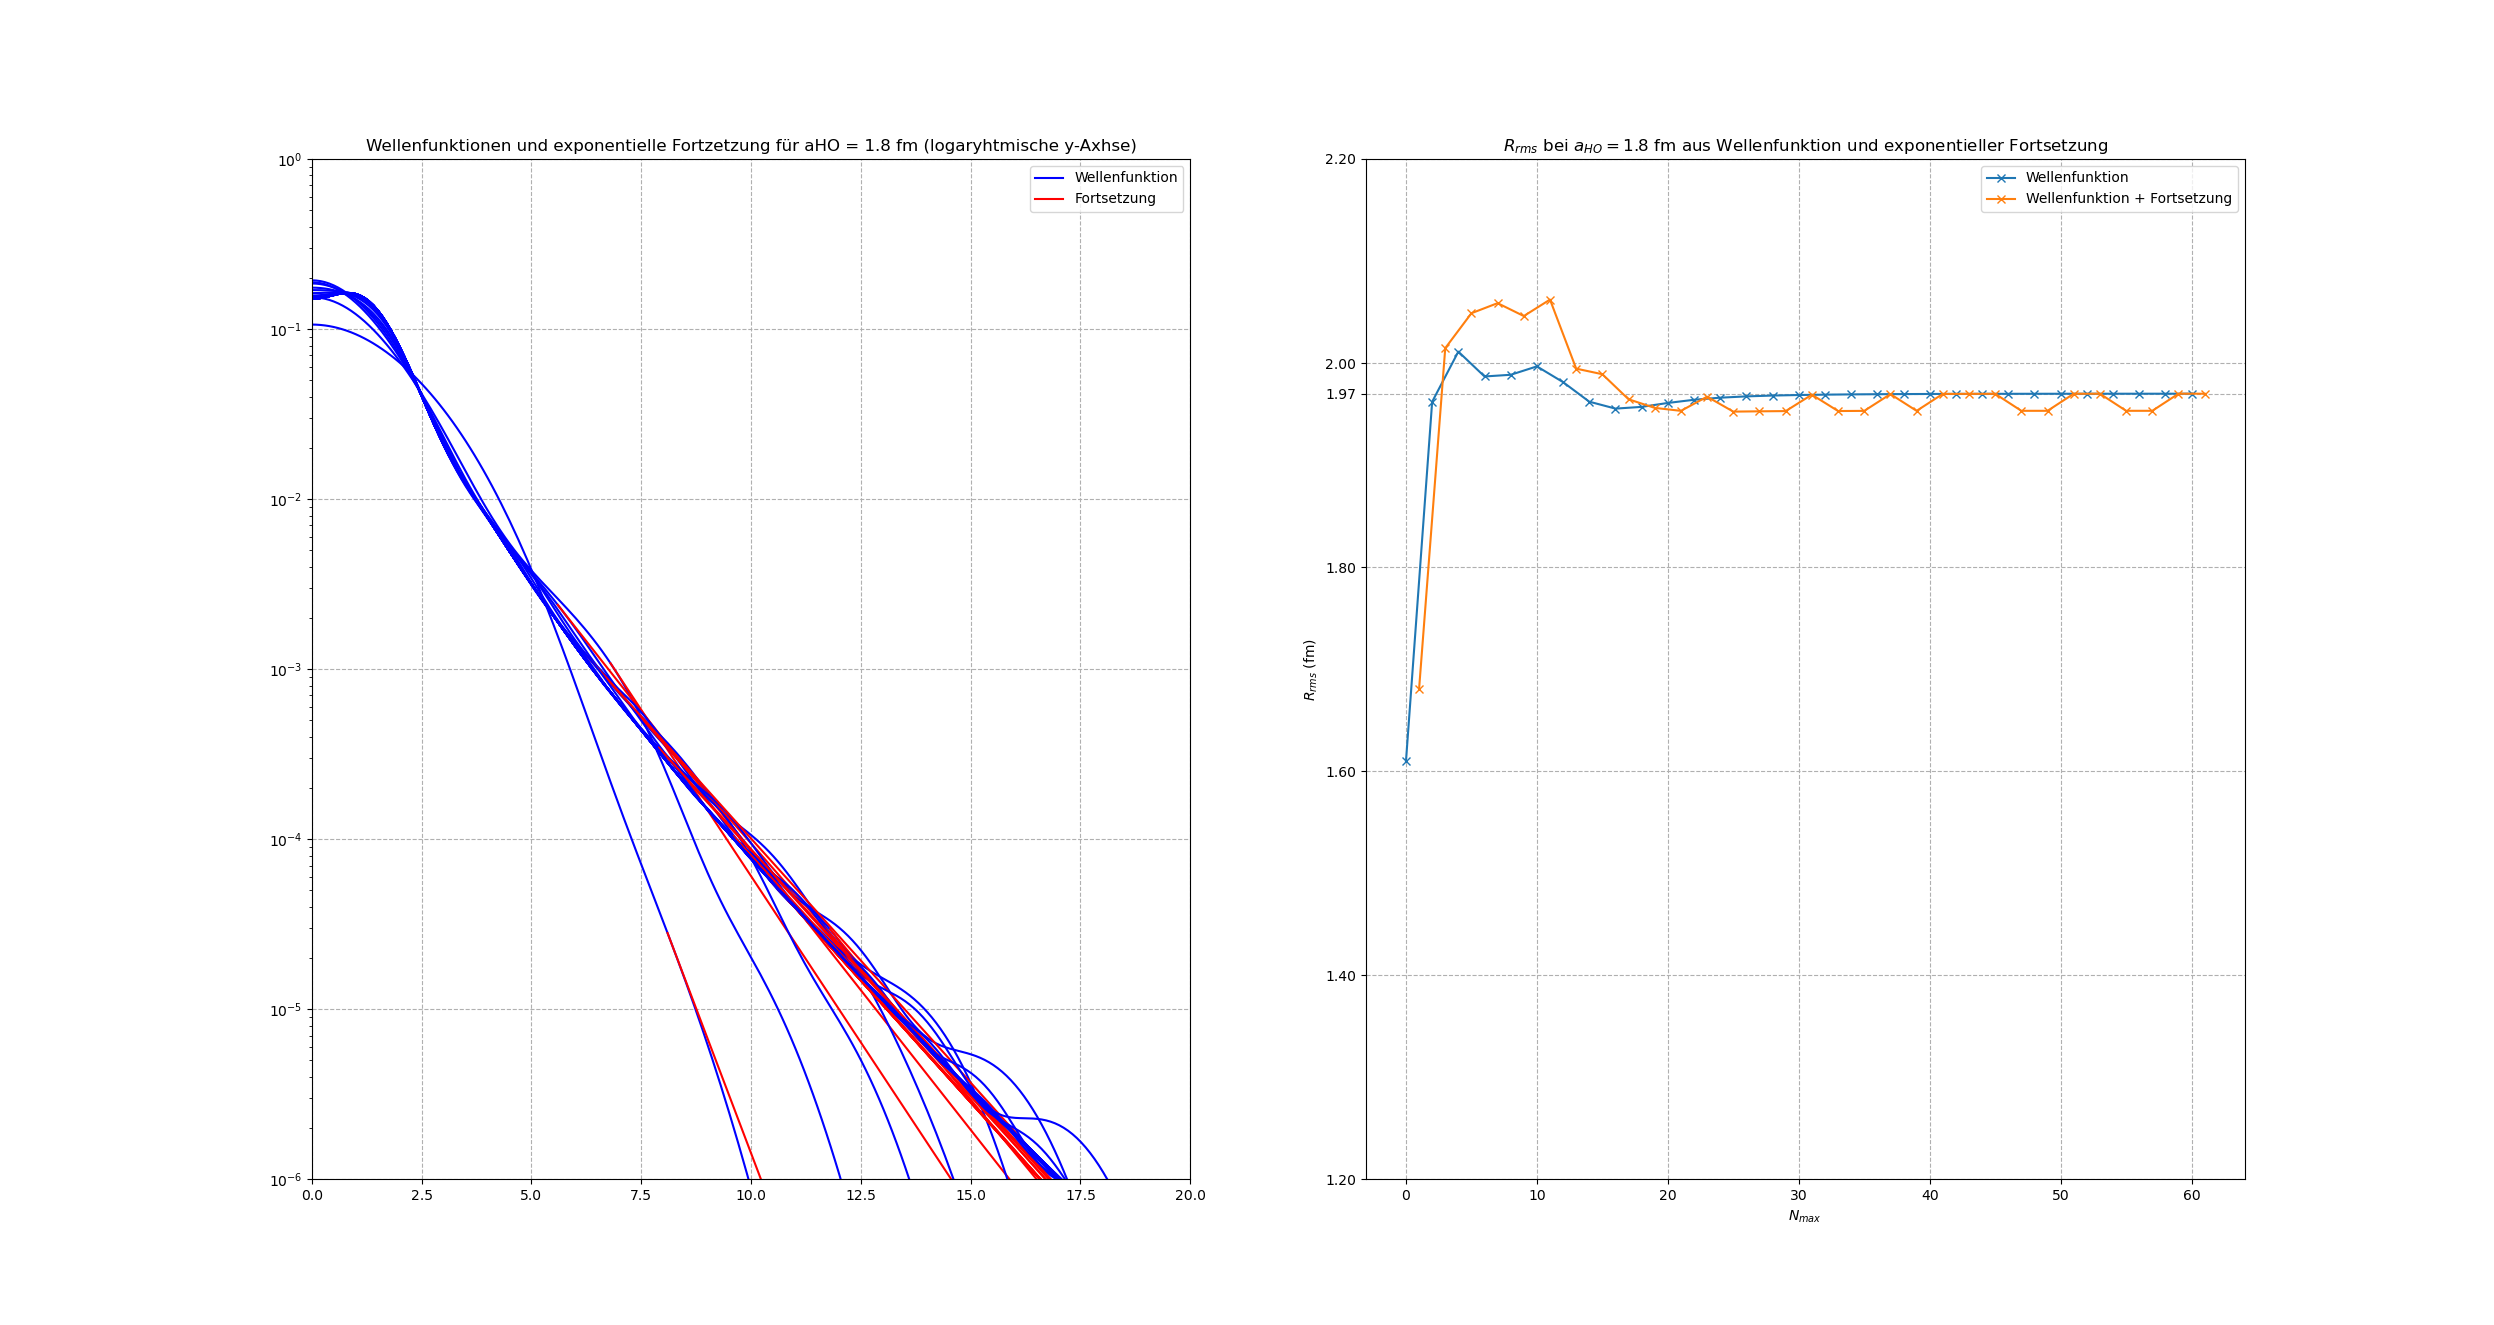 Wellenfunktionen und exponentielle Fortzetzung für aHO = 1.8 fm (logaryhtmische y-Axhse)
10⁰
10⁻¹
10⁻²
10⁻³
10⁻⁴
10⁻⁵
10⁻⁶
0.0 2.5 5.0 7.5 10.0 12.5 15.0 17.5 20.0
Wellenfunktion
Fortsetzung
R_rms bei a_HO = 1.8 fm aus Wellenfunktion und exponentieller Fortsetzung
2.20
2.00
1.97
1.80
1.60
1.40
1.20
R_rms (fm)
0 10 20 30 40 50 60
N_max
Wellenfunktion
Wellenfunktion + Fortsetzung